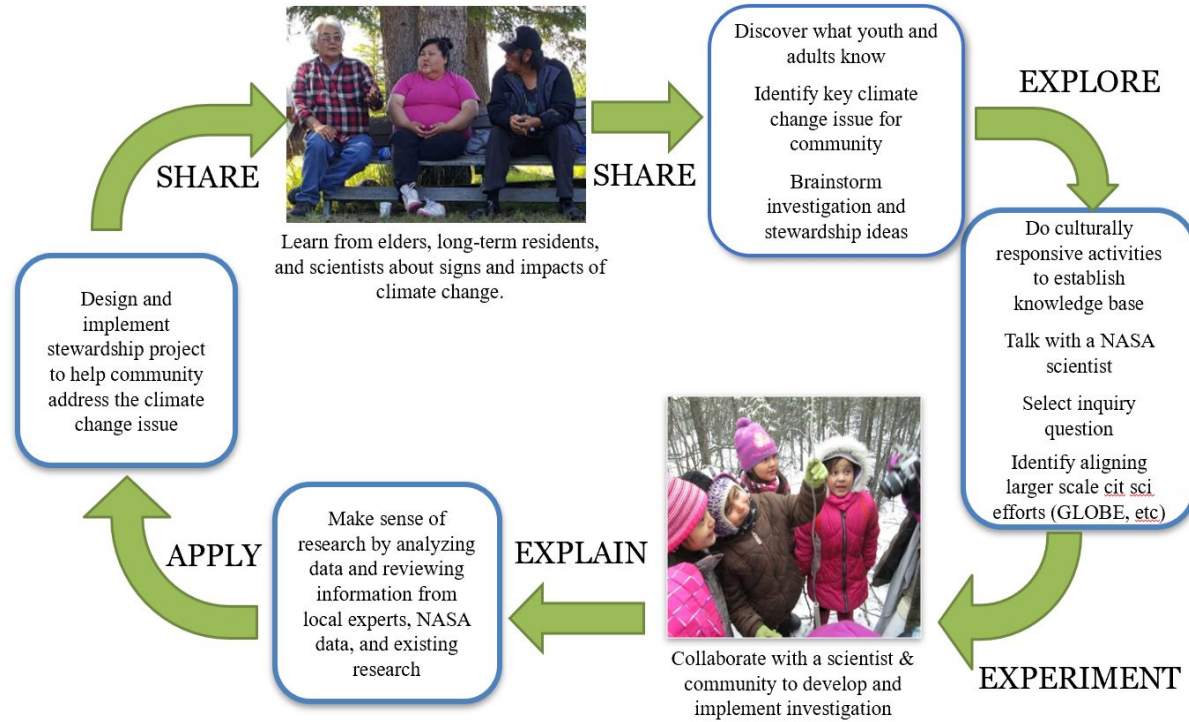 SHARE
Learn from elders, long-term residents,
and scientists about signs and impacts of
climate change.
SHARE
Discover what youth and
adults know
Identify key climate
change issue for
community
Brainstorm
investigation and
stewardship ideas
EXPLORE
Do culturally
responsive activities
to establish
knowledge base
Talk with a NASA
scientist
Select inquiry
question
Identify aligning
larger scale cit sci
efforts (GLOBE, etc)
EXPERIMENT
Collaborate with a scientist &
community to develop and
implement investigation
EXPLAIN
Make sense of
research by analyzing
data and reviewing
information from
local experts, NASA
data, and existing
research
APPLY
Design and
implement
stewardship project
to help community
address the climate
change issue